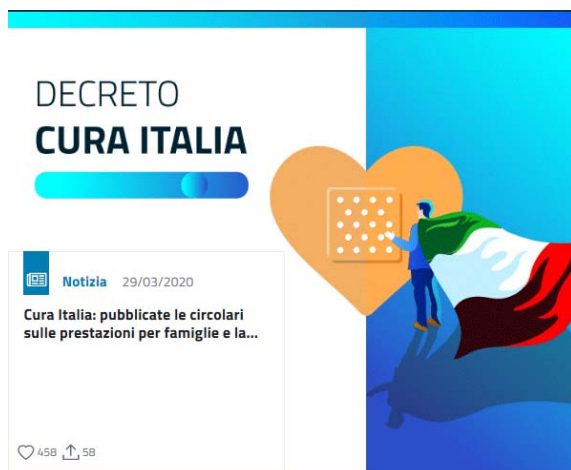 DECRETO
CURA ITALIA
Notizia 29/03/2020
Cura Italia: pubblicate le circolari
sulle prestazioni per famiglie e la...
458 58